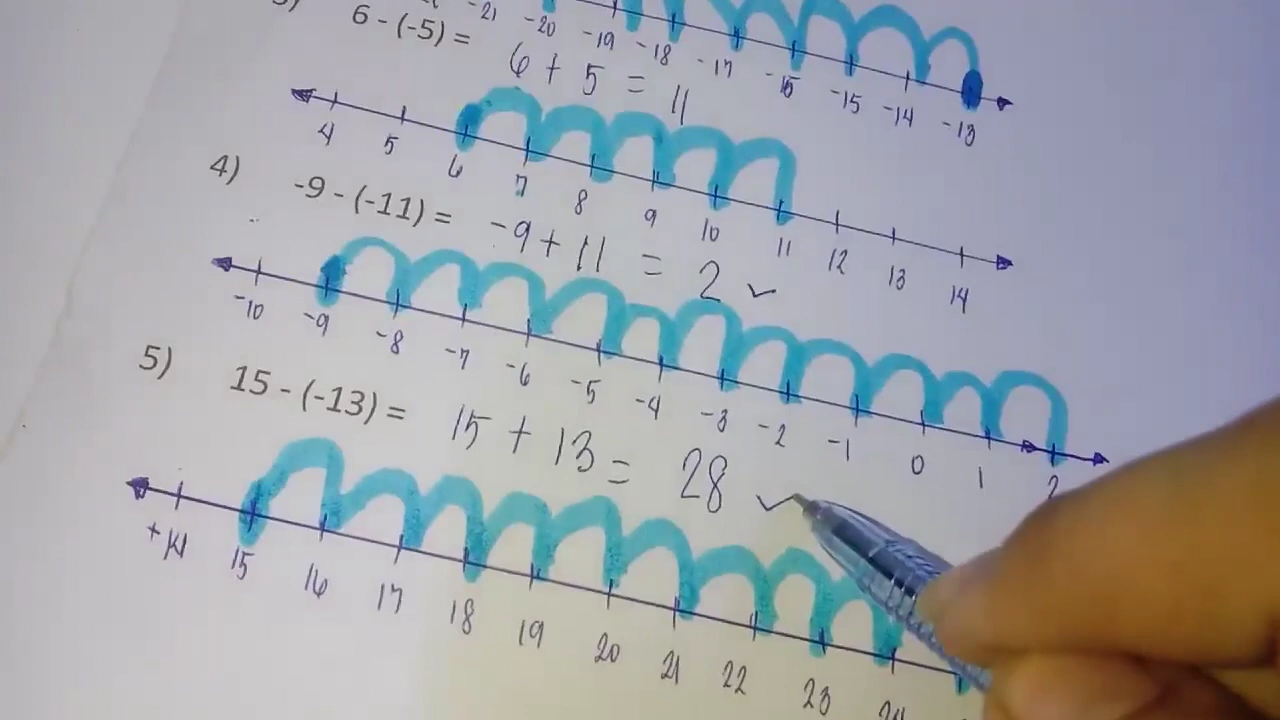 -21 -20 -19 -18 -17 -16 -15 -14 -13
6 - (-5) = 6 + 5 = 11
4 5 6 7 8 9 10 11 12 13 14
4) -9 - (-11) = -9 + 11 = 2 ✓
-10 -9 -8 -7 -6 -5 -4 -3 -2 -1 0 1 2
5) 15 - (-13) = 15 + 13 = 28 ✓
15 16 17 18 19 20 21 22 23